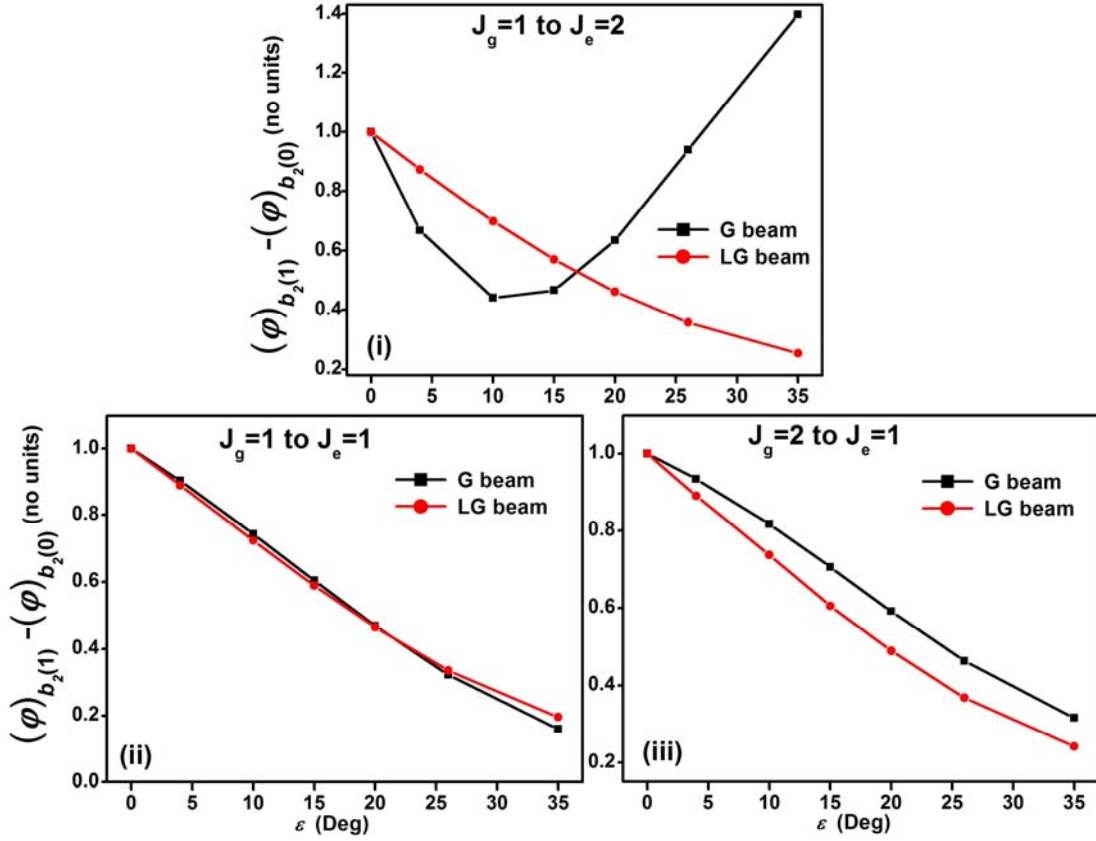 J_g=1 to J_e=2
(φ)_{b_2(1)} −(φ)_{b_2(0)} (no units)
1.4
1.2
1.0
0.8
0.6
0.4
0.2
G beam
LG beam
(i)
0 5 10 15 20 25 30 35
J_g=1 to J_e=1
(φ)_{b_2(1)} −(φ)_{b_2(0)} (no units)
1.0
0.8
0.6
0.4
0.2
0.0
G beam
LG beam
(ii)
0 5 10 15 20 25 30 35
ε (Deg)
J_g=2 to J_e=1
1.0
0.8
0.6
0.4
0.2
G beam
LG beam
(iii)
0 5 10 15 20 25 30 35
ε (Deg)